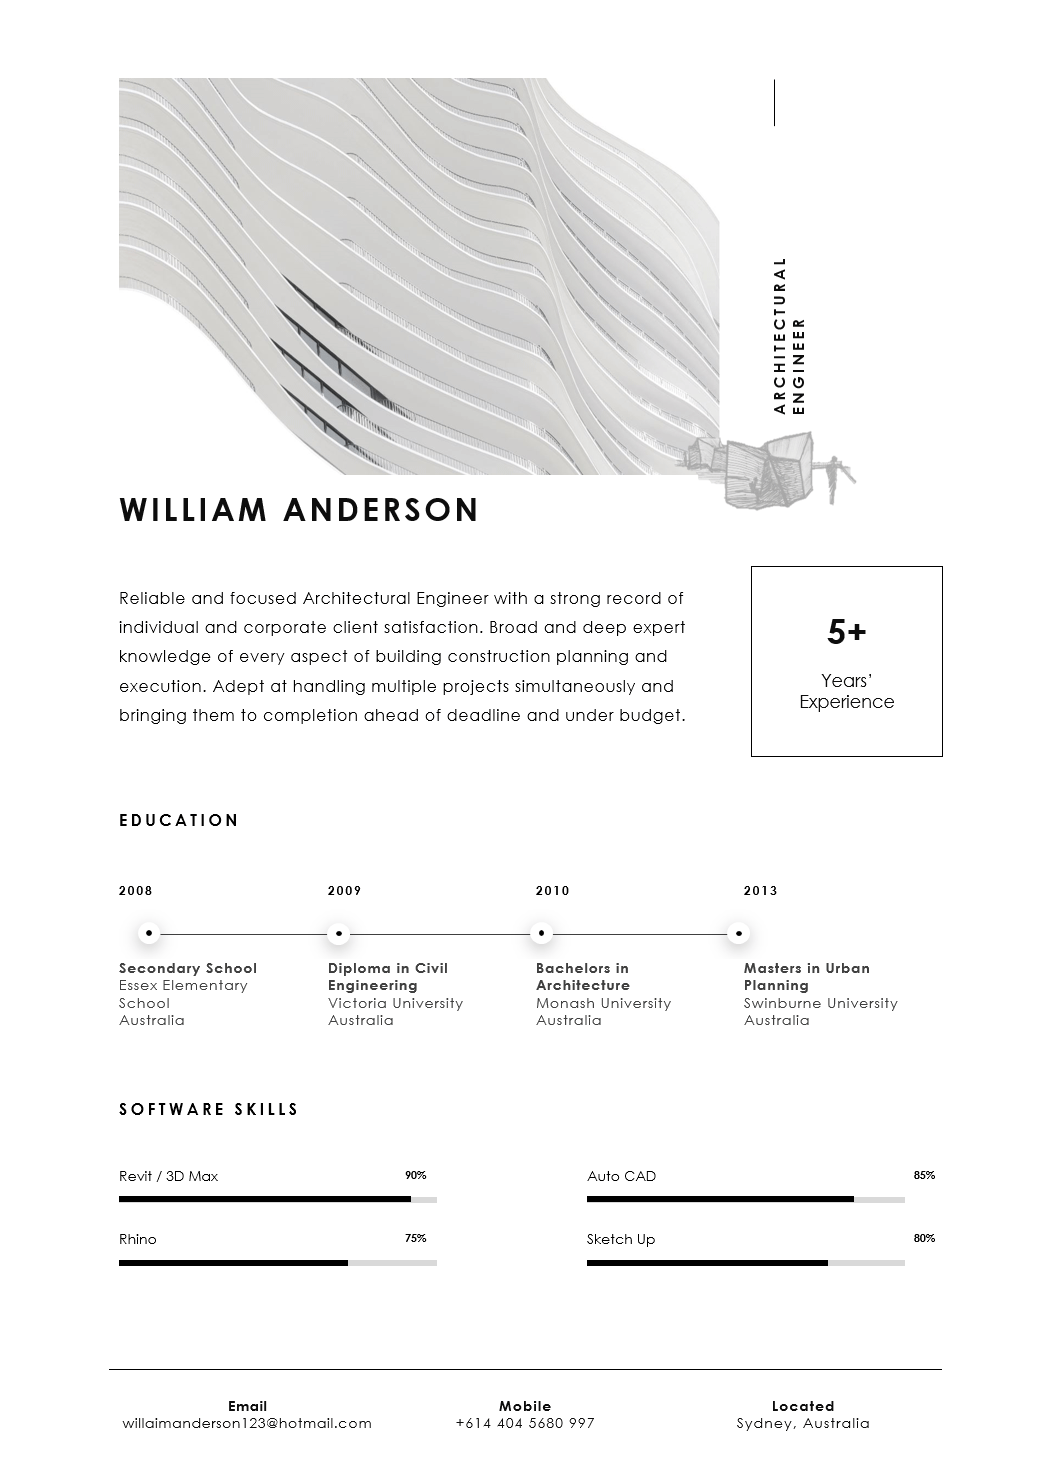 ARCHITECTURAL
ENGINEER
WILLIAM ANDERSON
Reliable and focused Architectural Engineer with a strong record of
individual and corporate client satisfaction. Broad and deep expert
knowledge of every aspect of building construction planning and
execution. Adept at handling multiple projects simultaneously and
bringing them to completion ahead of deadline and under budget.
5+
Years’
Experience
EDUCATION
2008
Secondary School
Essex Elementary
School
Australia
2009
Diploma in Civil
Engineering
Victoria University
Australia
2010
Bachelors in
Architecture
Monash University
Australia
2013
Masters in Urban
Planning
Swinburne University
Australia
SOFTWARE SKILLS
Revit / 3D Max 90%
Auto CAD 85%
Rhino 75%
Sketch Up 80%
Email
willaimanderson123@hotmail.com
Mobile
+614 404 5680 997
Located
Sydney, Australia